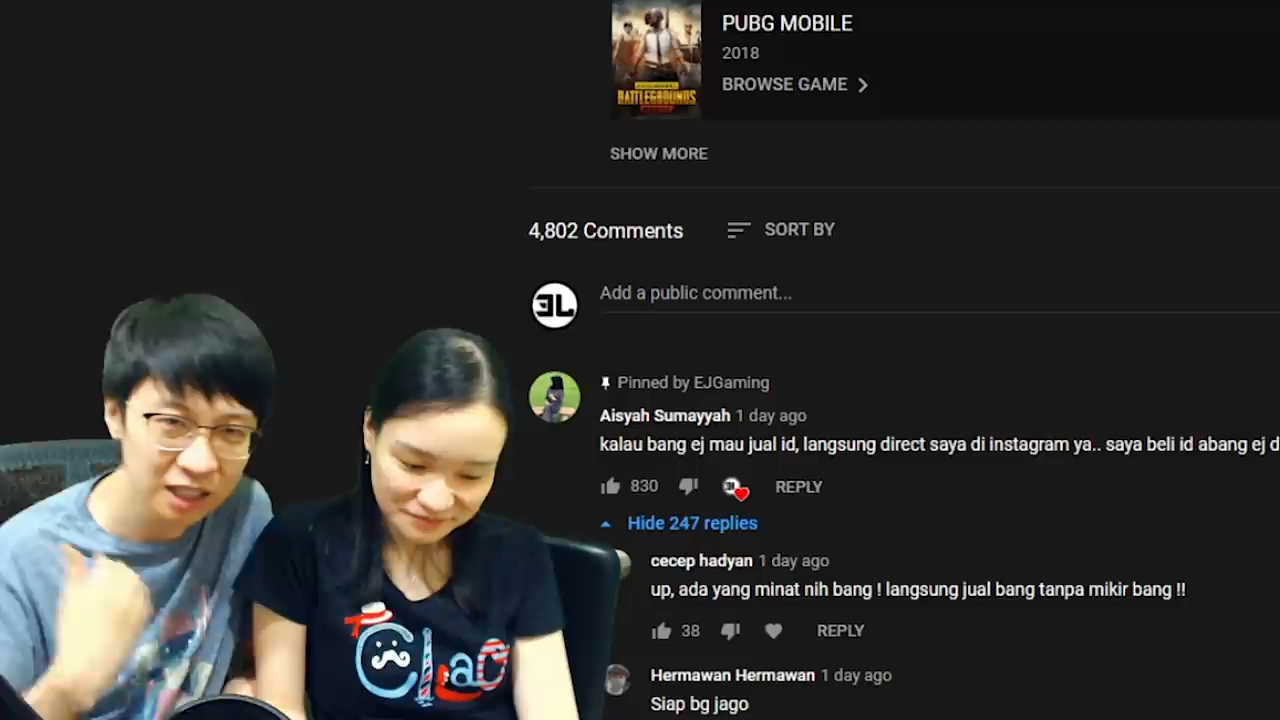 PUBG MOBILE
2018
BROWSE GAME
BATTLEGROUNDS
SHOW MORE
4,802 Comments
SORT BY
Add a public comment...
Pinned by EJGaming
Aisyah Sumayyah 1 day ago
kalau bang ej mau jual id, langsung direct saya di instagram ya.. saya beli id abang ej d
830
REPLY
Hide 247 replies
cecep hadyan 1 day ago
up, ada yang minat nih bang ! langsung jual bang tanpa mikir bang !!
38
REPLY
Hermawan Hermawan 1 day ago
Siap bg jago
Ciao